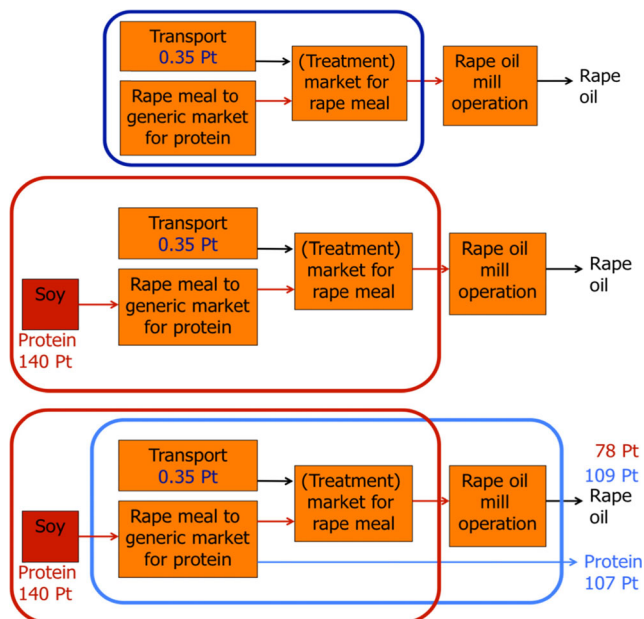 Transport
0.35 Pt
Rape meal to
generic market
for protein
(Treatment)
market for
rape meal
Rape oil
mill
operation
Rape
oil
Transport
0.35 Pt
Soy
Protein
140 Pt
Rape meal to
generic market
for protein
(Treatment)
market for
rape meal
Rape oil
mill
operation
Rape
oil
Transport
0.35 Pt
Soy
Protein
140 Pt
Rape meal to
generic market
for protein
(Treatment)
market for
rape meal
Rape oil
mill
operation
78 Pt
109 Pt
Rape
oil
Protein
107 Pt